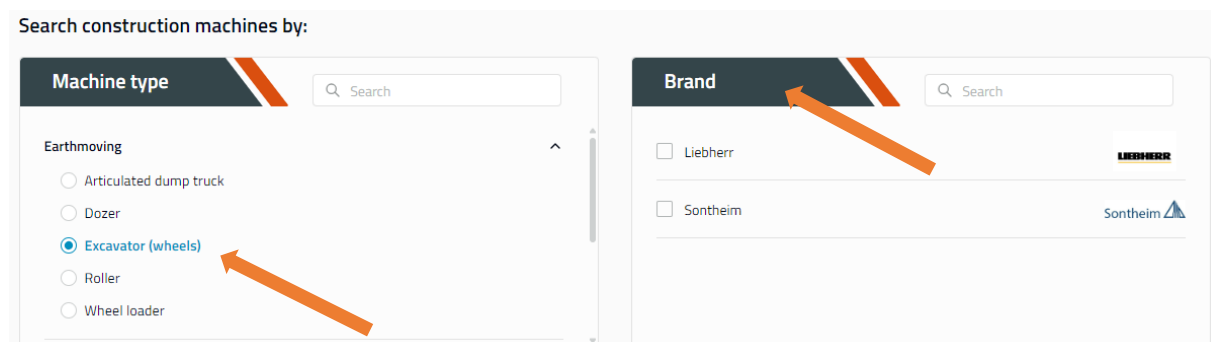 Search construction machines by:
Machine type
Search
Earthmoving
Articulated dump truck
Dozer
Excavator (wheels)
Roller
Wheel loader
Brand
Search
Liebherr
LIEBHERR
Sontheim
Sontheim